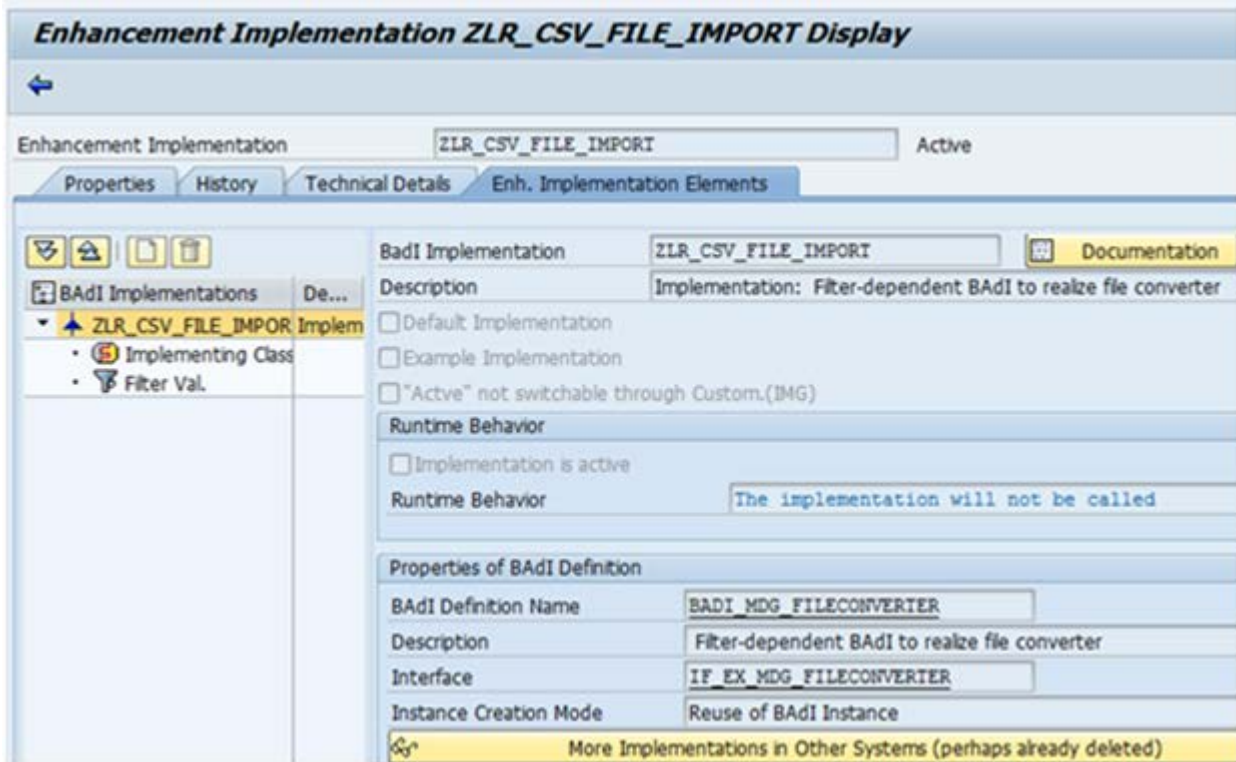 Enhancement Implementation ZLR_CSV_FILE_IMPORT Display
Enhancement Implementation ZLR_CSV_FILE_IMPORT Active
Properties History Technical Details Enh. Implementation Elements
BadI Implementation ZLR_CSV_FILE_IMPORT Documentation
BAdI Implementations De...
Description Implementation: Filter-dependent BAdI to realize file converter
ZLR_CSV_FILE_IMPOR Implem
Default Implementation
Implementing Class
Example Implementation
Filter Val.
"Actve" not switchable through Custom.(IMG)
Runtime Behavior
Implementation is active
Runtime Behavior The implementation will not be called
Properties of BAdI Definition
BAdI Definition Name BADI_MDG_FILECONVERTER
Description Filter-dependent BAdI to realize file converter
Interface IF_EX_MDG_FILECONVERTER
Instance Creation Mode Reuse of BAdI Instance
More Implementations in Other Systems (perhaps already deleted)